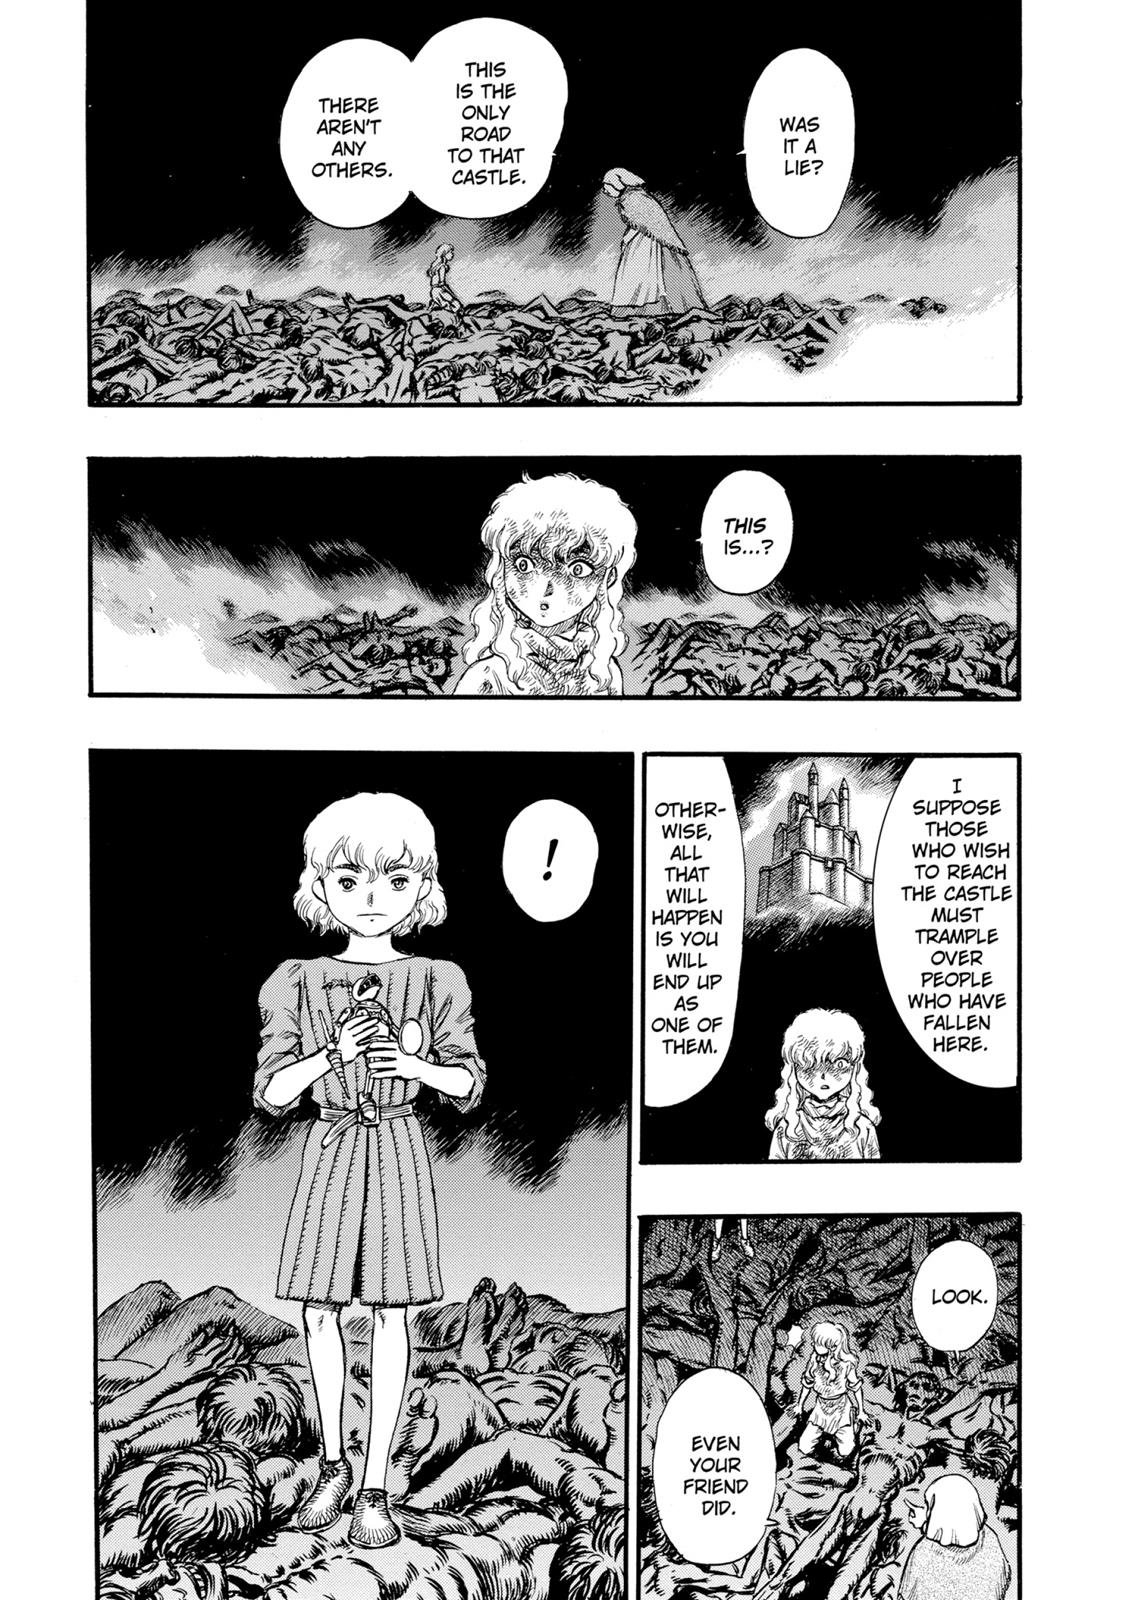 WAS
IT A
LIE?
THIS
IS THE
ONLY
ROAD
TO THAT
CASTLE.
THERE
AREN'T
ANY
OTHERS.
THIS
IS...?
I
SUPPOSE
THOSE
WHO WISH
TO REACH
THE CASTLE
MUST
TRAMPLE
OVER
PEOPLE
WHO HAVE
FALLEN
HERE.
OTHER-
WISE,
ALL
THAT
WILL
HAPPEN
IS YOU
WILL
END UP
AS
ONE OF
THEM.
LOOK.
EVEN
YOUR
FRIEND
DID.
!